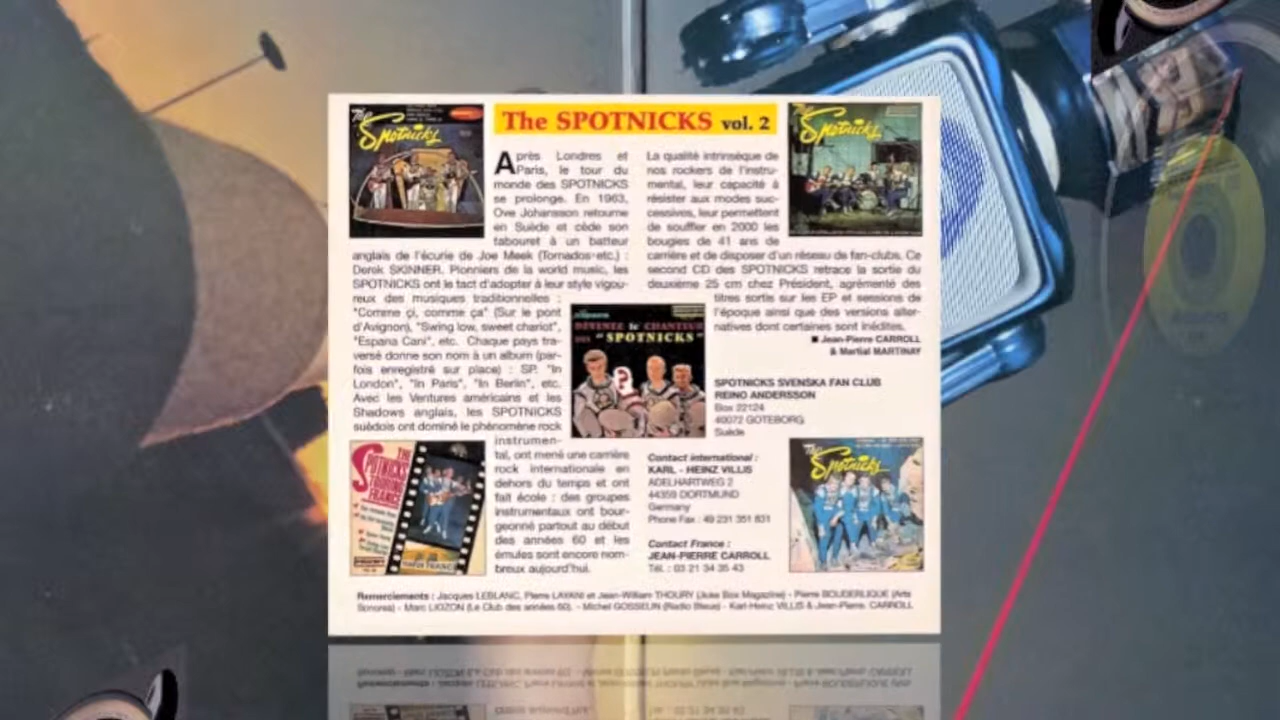 The SPOTNICKS vol. 2
Après Londres et
Paris, le tour du
monde des SPOTNICKS
se prolonge. En 1963,
Ove Johansson retourne
en Suède et cède son
tabouret à un batteur
anglais de l'écurie de Joe Meek (Tornados etc.) :
Derek SKINNER. Pionniers de la world music, les
SPOTNICKS ont le tact d'adopter à leur style vigou-
reux des musiques traditionnelles :
"Comme çi, comme ça" (Sur le pont
d'Avignon), "Swing low, sweet chariot",
"Espana Cani", etc. Chaque pays tra-
versé donne son nom à un album (par-
fois enregistré sur place) : SP. "In
London", "In Paris", "In Berlin", etc.
Avec les Ventures américains et les
Shadows anglais, les SPOTNICKS
suédois ont dominé le phénomène rock
instrumen-
tal, ont mené une carrière
rock internationale en
dehors du temps et ont
fait école : des groupes
instrumentaux ont bour-
geonné partout au début
des années 60 et les
émules sont encore nom-
breux aujourd'hui.
La qualité intrinsèque de
nos rockers de l'instru-
mental, leur capacité à
résister aux modes suc-
cessives, leur permettent
de souffler en 2000 les
bougies de 41 ans de
carrière et de disposer d'un réseau de fan-clubs. Ce
second CD des SPOTNICKS retrace la sortie du
deuxième 25 cm chez Président, agrémenté des
titres sortis sur les EP et sessions de
l'époque ainsi que des versions alter-
natives dont certaines sont inédites.
■ Jean-Pierre CARROLL
& Martial MARTINAY
SPOTNICKS SVENSKA FAN CLUB
REINO ANDERSSON
Box 22124
40072 GOTEBORG
Suède
Contact international :
KARL - HEINZ VILLIS
ADELHARTWEG 2
44359 DORTMUND
Germany
Phone Fax : 49 231 351 831
Contact France :
JEAN-PIERRE CARROLL
Tél. : 03 21 34 35 43
Remerciements : Jacques LEBLANC, Pierre LAYANI et Jean-William THOURY (Juke Box Magazine) - Pierre BOUDERLIQUE (Arts
Sonores) - Marc LIOZON (Le Club des années 60), - Michel GOSSELIN (Radio Bleue) - Karl-Heinz VILLIS & Jean-Pierre. CARROLL
The
Spotnicks
The
Spotnicks
DEVENEZ le CHANTEUR
DES "SPOTNICKS"
?
THE
SPOTNICKS
TOURING
FRANCE
The
Spotnicks